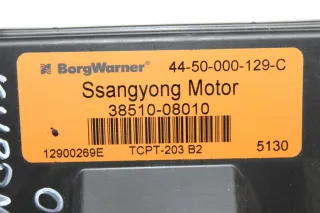 BorgWarner 44-50-000-129-C
Ssangyong Motor
38510-08010
12900269E TCPT-203 B2 5130